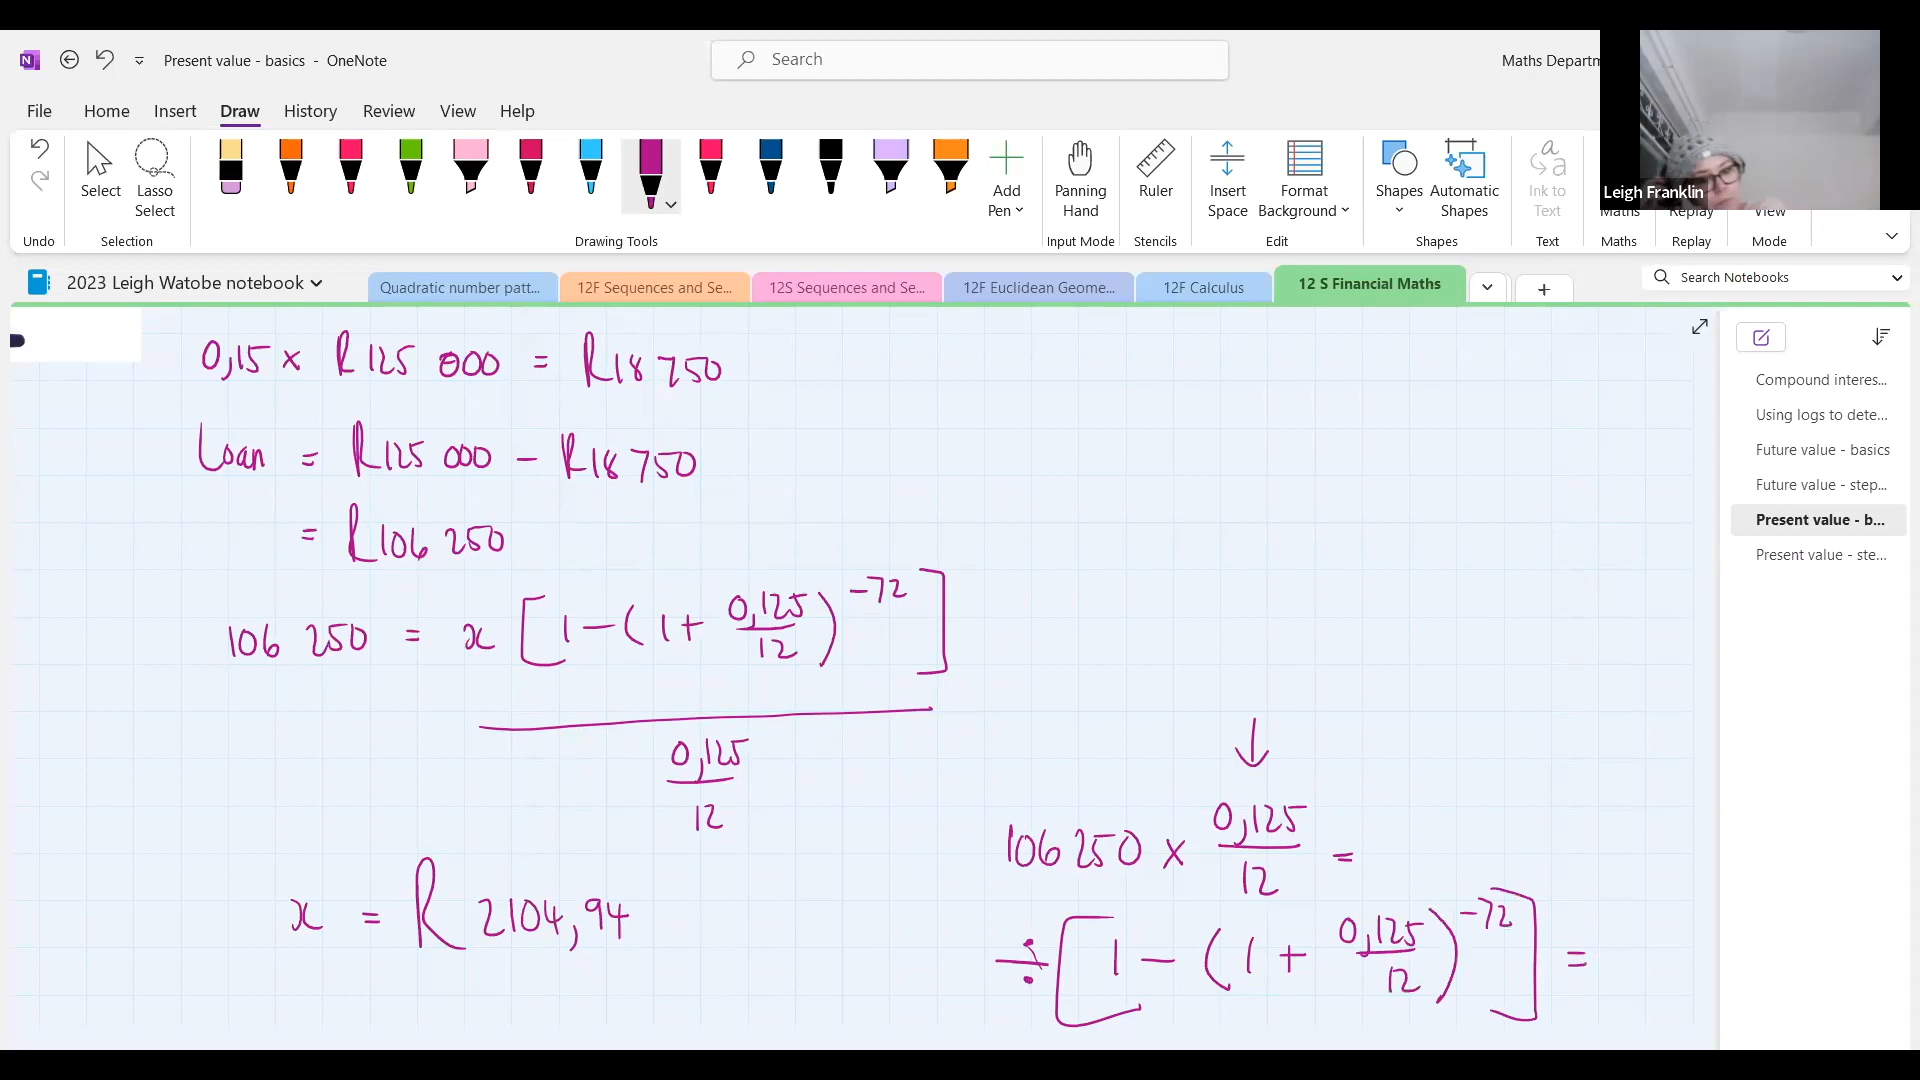 Present value - basics - OneNote
Search
Maths Departm
File Home Insert Draw History Review View Help
Leigh Franklin
Undo
Select
Lasso Select
Add Pen
Panning Hand
Ruler
Insert Space
Format Background
Shapes
Automatic Shapes
Ink to Text
Maths
Replay
View
Undo Selection Drawing Tools Input Mode Stencils Edit Shapes Text Maths Replay Mode
2023 Leigh Watobe notebook
Quadratic number patt...
12F Sequences and Se...
12S Sequences and Se...
12F Euclidean Geome...
12F Calculus
12 S Financial Maths
Search Notebooks
Compound interes...
Using logs to dete...
Future value - basics
Future value - step...
Present value - b...
Present value - ste...
0,15 × R125 000 = R18 750
Loan = R125 000 - R18 750
= R106 250
106 250 = x [1-(1+ 0,125/12)^-72]
0,125/12
x = R 2104,94
↓
106 250 × 0,125/12 =
÷ [1 - (1 + 0,125/12)^-72] =